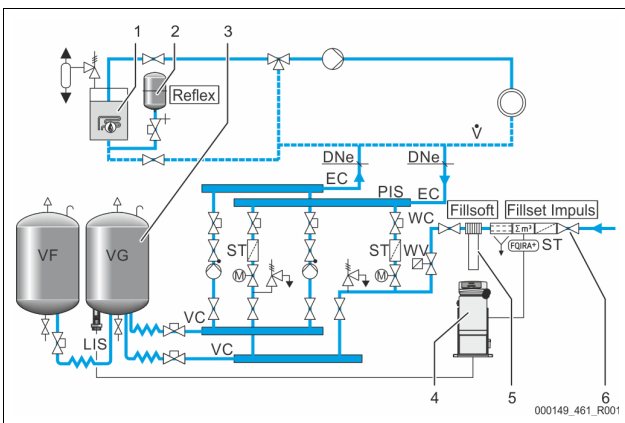 1
2
3
Reflex
V̇
DNe
DNe
EC
PIS
EC
WC
Fillsoft
Fillset Impuls
Σm³
FQIRA+
ST
ST
ST
WV
M
M
VF
VG
VC
VC
LIS
4
5
6
000149_461_R001